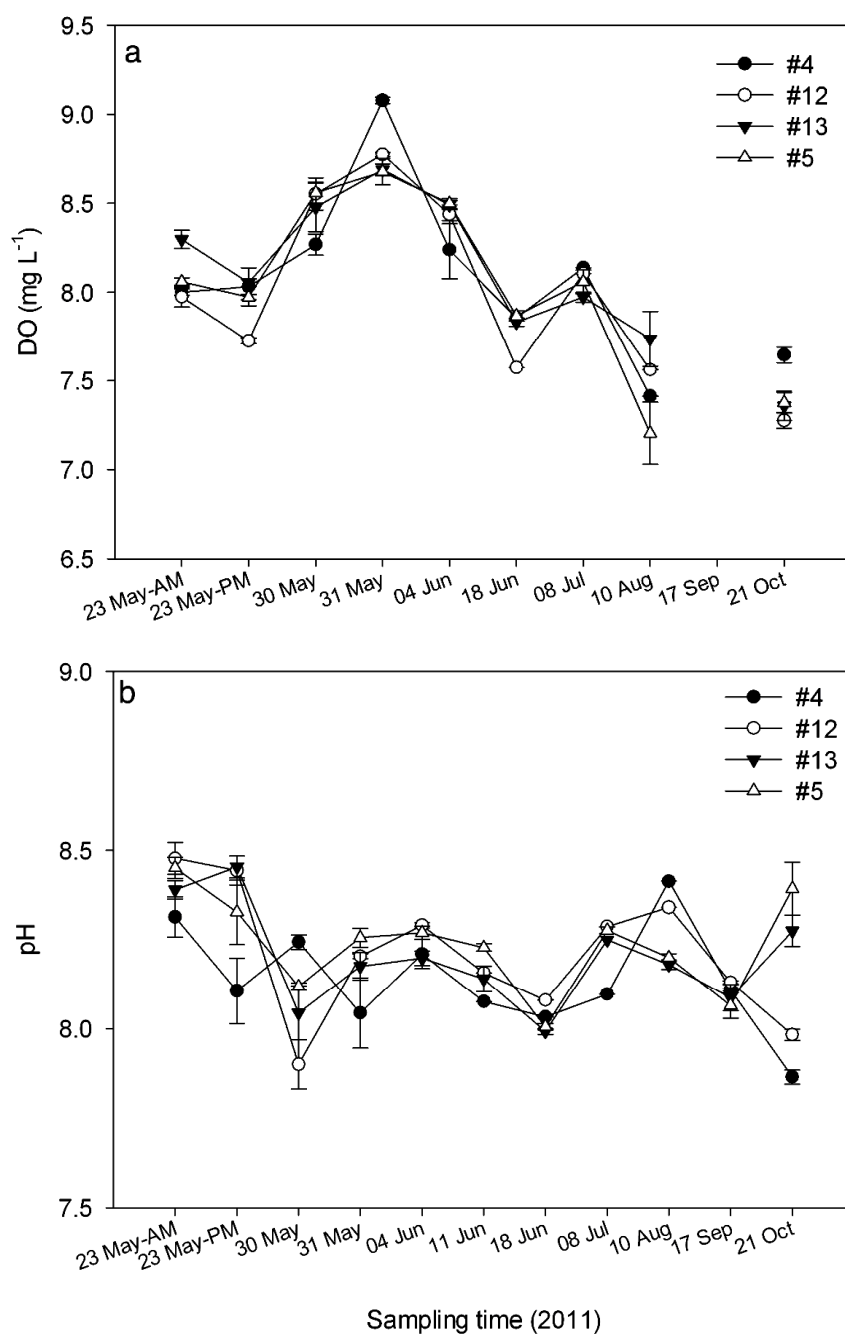 a
#4
#12
#13
#5
9.5
9.0
8.5
8.0
7.5
7.0
6.5
DO (mg L⁻¹)
23 May-AM
23 May-PM
30 May
31 May
04 Jun
18 Jun
08 Jul
10 Aug
17 Sep
21 Oct
b
#4
#12
#13
#5
9.0
8.5
8.0
7.5
pH
23 May-AM
23 May-PM
30 May
31 May
04 Jun
11 Jun
18 Jun
08 Jul
10 Aug
17 Sep
21 Oct
Sampling time (2011)